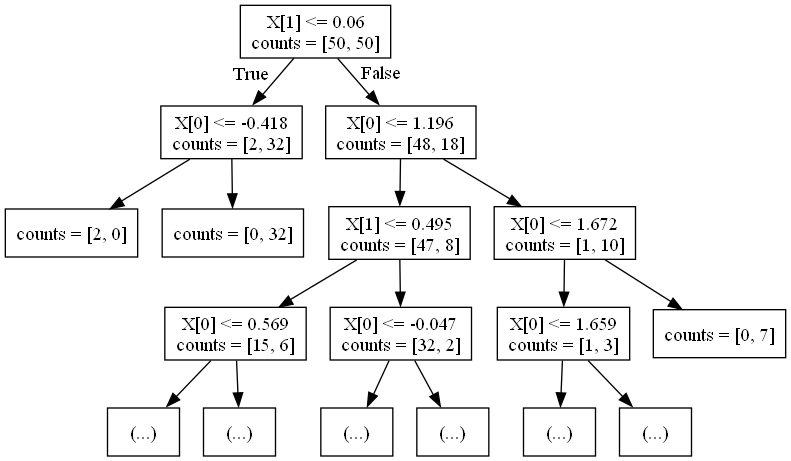 X[1] <= 0.06
counts = [50, 50]
True
False
X[0] <= -0.418
counts = [2, 32]
X[0] <= 1.196
counts = [48, 18]
counts = [2, 0]
counts = [0, 32]
X[1] <= 0.495
counts = [47, 8]
X[0] <= 1.672
counts = [1, 10]
X[0] <= 0.569
counts = [15, 6]
X[0] <= -0.047
counts = [32, 2]
X[0] <= 1.659
counts = [1, 3]
counts = [0, 7]
(...)
(...)
(...)
(...)
(...)
(...)